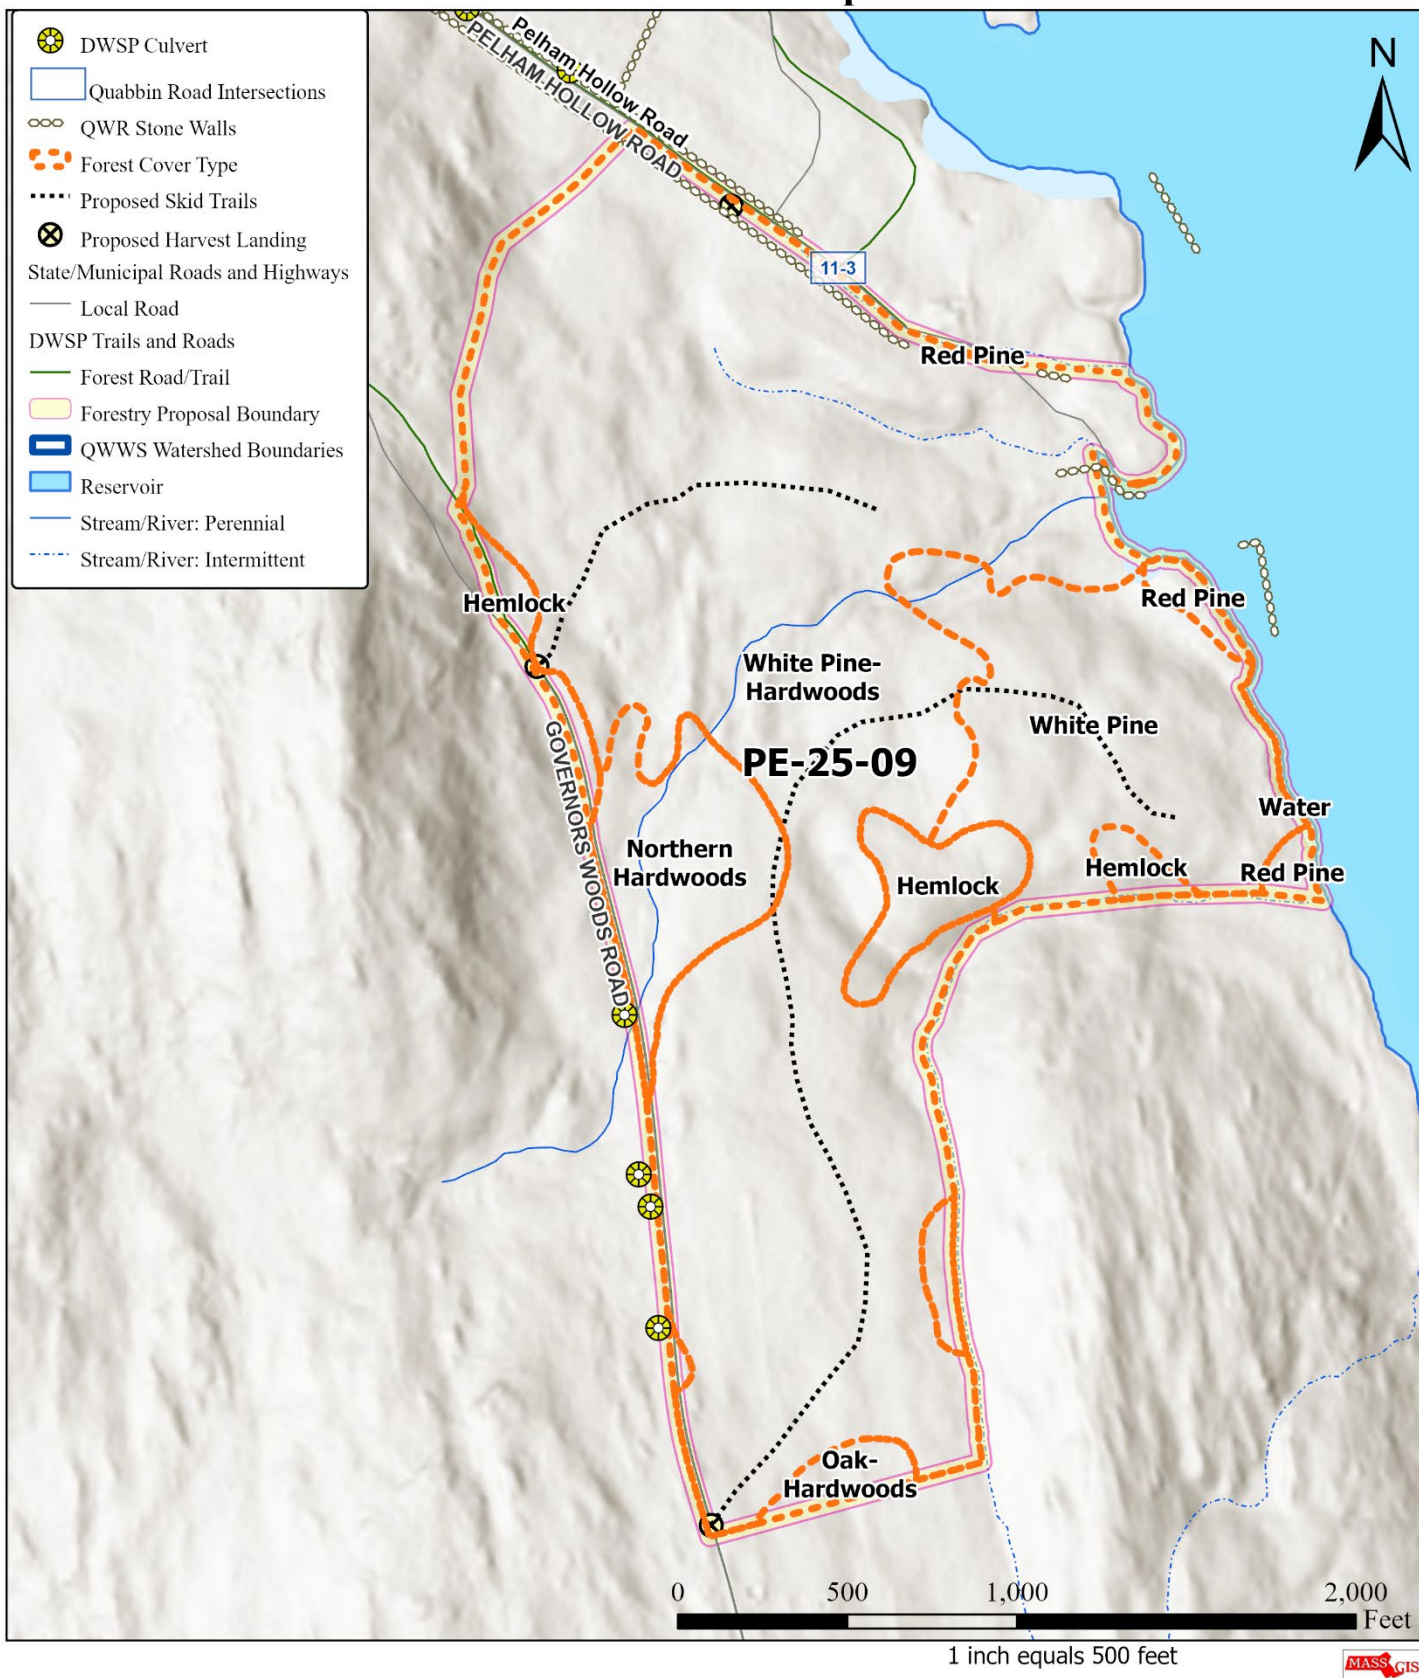 DWSP Culvert
Quabbin Road Intersections
QWR Stone Walls
Forest Cover Type
Proposed Skid Trails
Proposed Harvest Landing
State/Municipal Roads and Highways
Local Road
DWSP Trails and Roads
Forest Road/Trail
Forestry Proposal Boundary
QWWS Watershed Boundaries
Reservoir
Stream/River: Perennial
Stream/River: Intermittent
N
Pelham Hollow Road
PELHAM HOLLOW ROAD
11-3
Red Pine
Hemlock
Red Pine
White Pine-
Hardwoods
White Pine
GOVERNORS WOODS ROAD
PE-25-09
Water
Northern
Hardwoods
Hemlock
Hemlock
Red Pine
Oak-
Hardwoods
0 500 1,000 2,000
Feet
1 inch equals 500 feet
MASS GIS